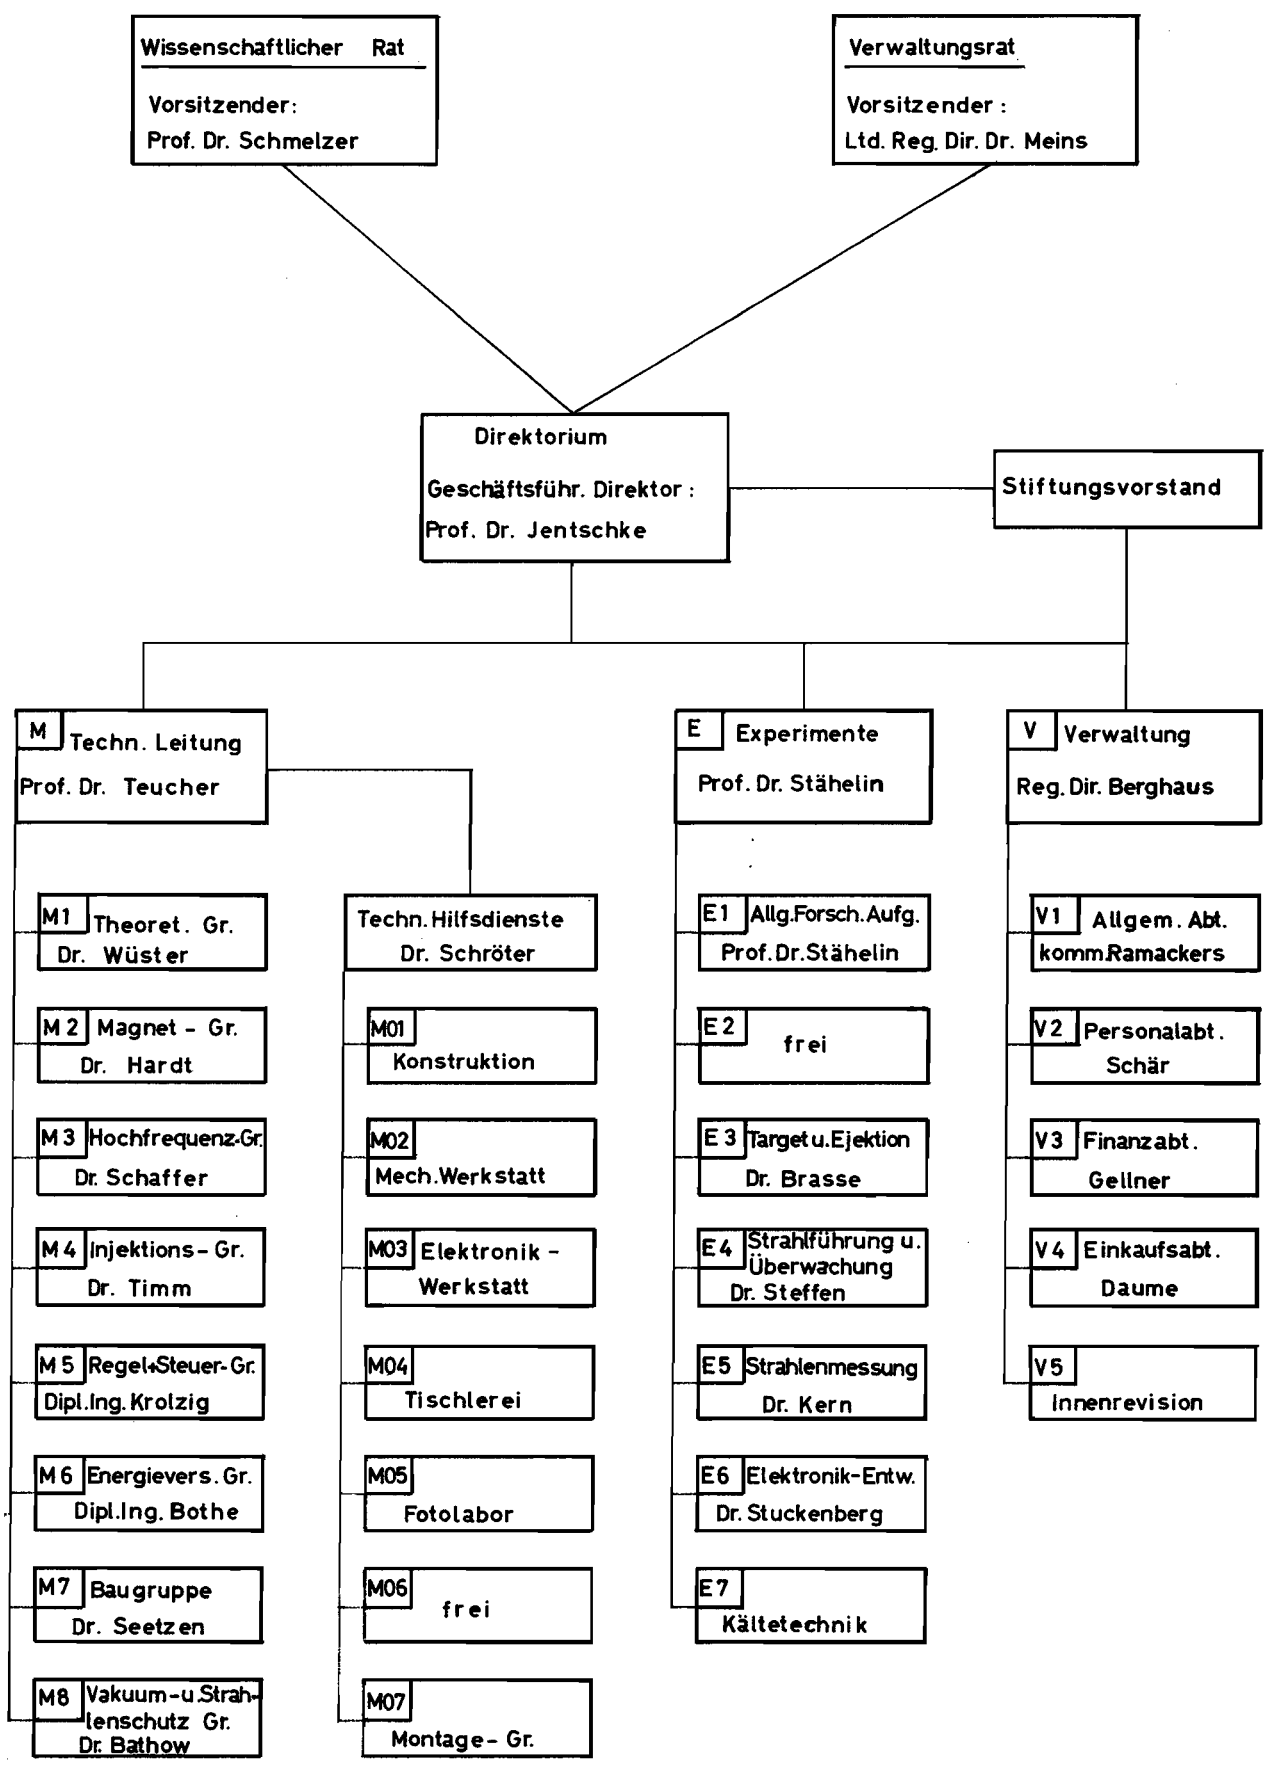 Wissenschaftlicher Rat
Vorsitzender:
Prof. Dr. Schmelzer
Verwaltungsrat
Vorsitzender :
Ltd. Reg. Dir. Dr. Meins
Direktorium
Geschäftsführ. Direktor :
Prof. Dr. Jentschke
Stiftungsvorstand
M Techn. Leitung
Prof. Dr. Teucher
M1 Theoret. Gr.
Dr. Wüster
M2 Magnet - Gr.
Dr. Hardt
M3 Hochfrequenz-Gr.
Dr. Schaffer
M4 Injektions - Gr.
Dr. Timm
M5 Regel+Steuer-Gr.
Dipl.Ing. Krolzig
M6 Energievers. Gr.
Dipl.Ing. Bothe
M7 Baugruppe
Dr. Seetzen
M8 Vakuum-u.Strah-
lenschutz Gr.
Dr. Bathow
Techn. Hilfsdienste
Dr. Schröter
M01
Konstruktion
M02
Mech. Werkstatt
M03 Elektronik -
Werkstatt
M04
Tischlerei
M05
Fotolabor
M06
frei
M07
Montage - Gr.
E Experimente
Prof. Dr. Stähelin
E1 Allg. Forsch. Aufg.
Prof. Dr. Stähelin
E2
frei
E3 Target u. Ejektion
Dr. Brasse
E4 Strahlführung u.
Überwachung
Dr. Steffen
E5 Strahlenmessung
Dr. Kern
E6 Elektronik-Entw.
Dr. Stuckenberg
E7
Kältetechnik
V Verwaltung
Reg. Dir. Berghaus
V1 Allgem. Abt.
komm. Ramackers
V2 Personalabt.
Schär
V3 Finanzabt.
Gellner
V4 Einkaufsabt.
Daume
V5
Innenrevision